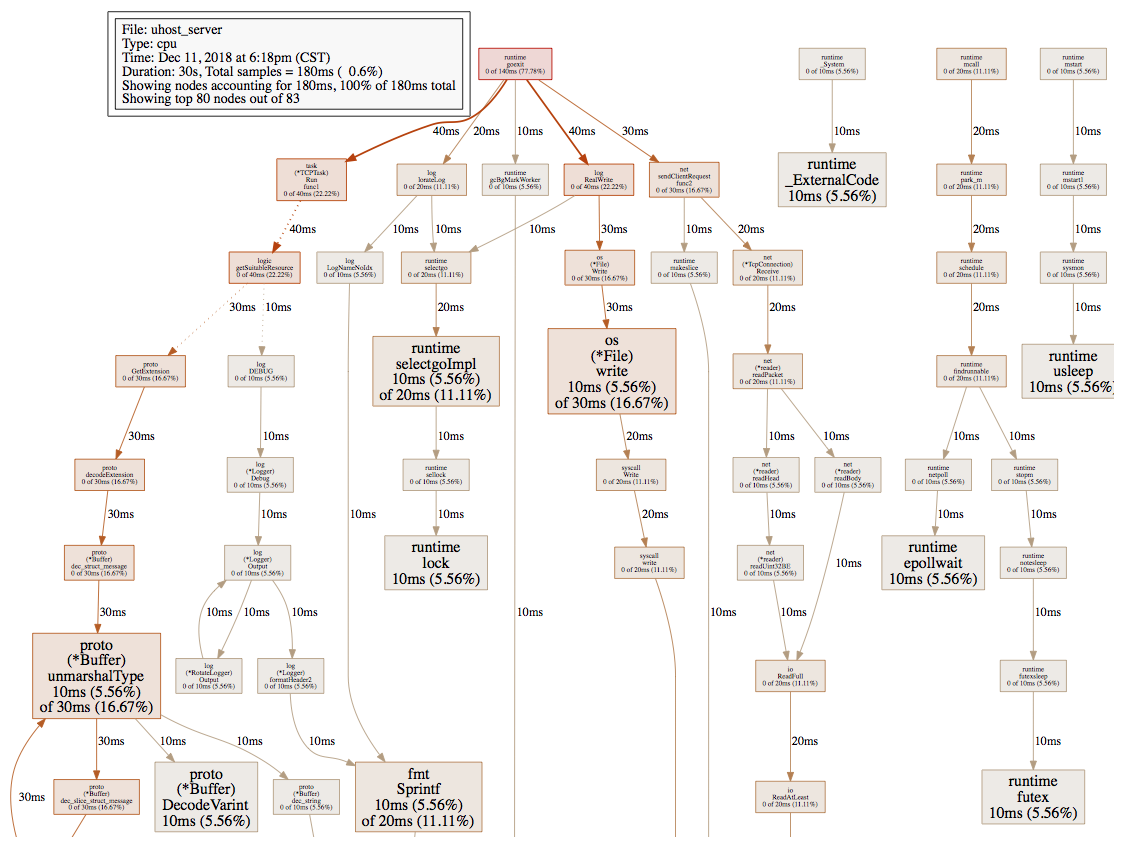 File: uhost_server
Type: cpu
Time: Dec 11, 2018 at 6:18pm (CST)
Duration: 30s, Total samples = 180ms ( 0.6%)
Showing nodes accounting for 180ms, 100% of 180ms total
Showing top 80 nodes out of 83
runtime
goexit
0 of 140ms (77.78%)
runtime
_System
0 of 10ms (5.56%)
runtime
mcall
0 of 20ms (11.11%)
runtime
mstart
0 of 10ms (5.56%)
40ms
20ms
10ms
40ms
30ms
10ms
20ms
10ms
task
(*TCPTask)
Run
func1
0 of 40ms (22.22%)
log
lorateLog
0 of 20ms (11.11%)
runtime
gcBgMarkWorker
0 of 10ms (5.56%)
log
RealWrite
0 of 40ms (22.22%)
net
sendClientRequest
func2
0 of 30ms (16.67%)
runtime
_ExternalCode
10ms (5.56%)
runtime
park_m
0 of 20ms (11.11%)
runtime
mstart1
0 of 10ms (5.56%)
40ms
10ms
10ms
10ms
30ms
10ms
20ms
20ms
10ms
logic
getSuitableResource
0 of 40ms (22.22%)
log
LogNameNoIdx
0 of 10ms (5.56%)
runtime
selectgo
0 of 20ms (11.11%)
os
(*File)
Write
0 of 30ms (16.67%)
runtime
makeslice
0 of 10ms (5.56%)
net
(*TcpConnection)
Receive
0 of 20ms (11.11%)
runtime
schedule
0 of 20ms (11.11%)
runtime
sysmon
0 of 10ms (5.56%)
30ms
10ms
20ms
30ms
20ms
20ms
10ms
proto
GetExtension
0 of 30ms (16.67%)
log
DEBUG
0 of 10ms (5.56%)
runtime
selectgoImpl
10ms (5.56%)
of 20ms (11.11%)
os
(*File)
write
10ms (5.56%)
of 30ms (16.67%)
net
(*reader)
readPacket
0 of 20ms (11.11%)
runtime
findrunnable
0 of 20ms (11.11%)
runtime
usleep
10ms (5.56%)
30ms
10ms
10ms
20ms
10ms
10ms
10ms
10ms
proto
decodeExtension
0 of 30ms (16.67%)
log
(*Logger)
Debug
0 of 10ms (5.56%)
runtime
sellock
0 of 10ms (5.56%)
syscall
Write
0 of 20ms (11.11%)
net
(*reader)
readHead
0 of 10ms (5.56%)
net
(*reader)
readBody
0 of 10ms (5.56%)
runtime
netpoll
0 of 10ms (5.56%)
runtime
stopm
0 of 10ms (5.56%)
30ms
10ms
10ms
10ms
20ms
10ms
10ms
10ms
proto
(*Buffer)
dec_struct_message
0 of 30ms (16.67%)
log
(*Logger)
Output
0 of 10ms (5.56%)
runtime
lock
10ms (5.56%)
syscall
write
0 of 20ms (11.11%)
net
(*reader)
readUint32BE
0 of 10ms (5.56%)
10ms
runtime
epollwait
10ms (5.56%)
runtime
notesleep
0 of 10ms (5.56%)
30ms
10ms
10ms
10ms
10ms
10ms
10ms
10ms
proto
(*Buffer)
unmarshalType
10ms (5.56%)
of 30ms (16.67%)
log
(*RotateLogger)
Output
0 of 10ms (5.56%)
log
(*Logger)
formatHeader2
0 of 10ms (5.56%)
io
ReadFull
0 of 20ms (11.11%)
runtime
futexsleep
0 of 10ms (5.56%)
30ms
10ms
10ms
20ms
10ms
30ms
proto
(*Buffer)
dec_slice_struct_message
0 of 30ms (16.67%)
proto
(*Buffer)
DecodeVarint
10ms (5.56%)
proto
(*Buffer)
dec_string
0 of 10ms (5.56%)
fmt
Sprintf
10ms (5.56%)
of 20ms (11.11%)
io
ReadAtLeast
0 of 20ms (11.11%)
runtime
futex
10ms (5.56%)